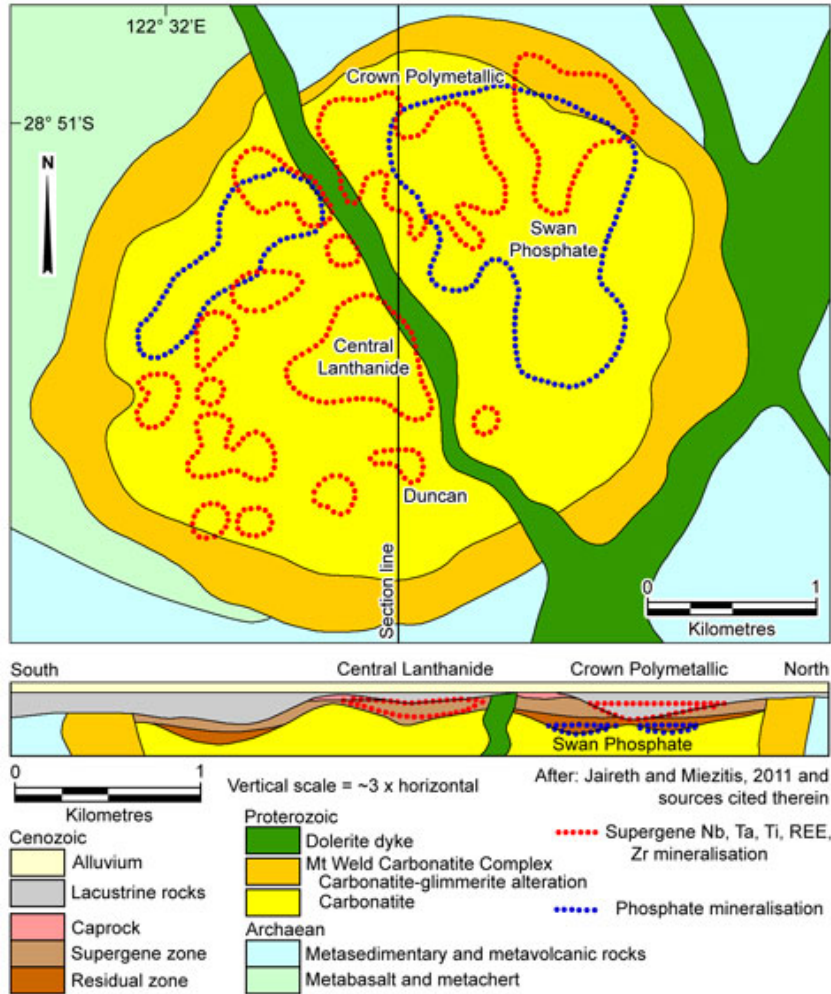 122° 32'E
Crown Polymetallic
28° 51'S
N
Swan
Phosphate
Central
Lanthanide
Duncan
Section line
0 1
Kilometres
South Central Lanthanide Crown Polymetallic North
Swan Phosphate
0 1
Kilometres
Vertical scale = ~3 x horizontal
After: Jaireth and Miezitis, 2011 and
sources cited therein
Cenozoic
Alluvium
Lacustrine rocks
Caprock
Supergene zone
Residual zone
Proterozoic
Dolerite dyke
Mt Weld Carbonatite Complex
Carbonatite-glimmerite alteration
Carbonatite
Archaean
Metasedimentary and metavolcanic rocks
Metabasalt and metachert
Supergene Nb, Ta, Ti, REE,
Zr mineralisation
Phosphate mineralisation